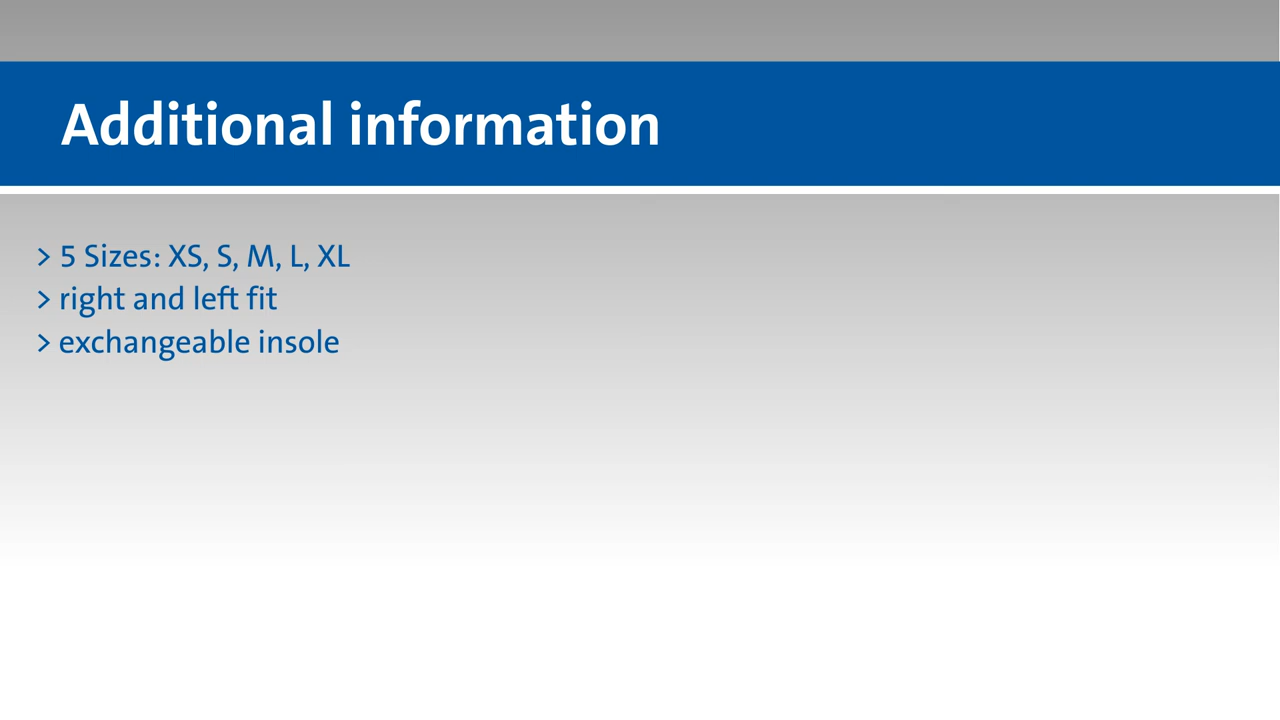 Additional information
> 5 Sizes: XS, S, M, L, XL
> right and left fit
> exchangeable insole